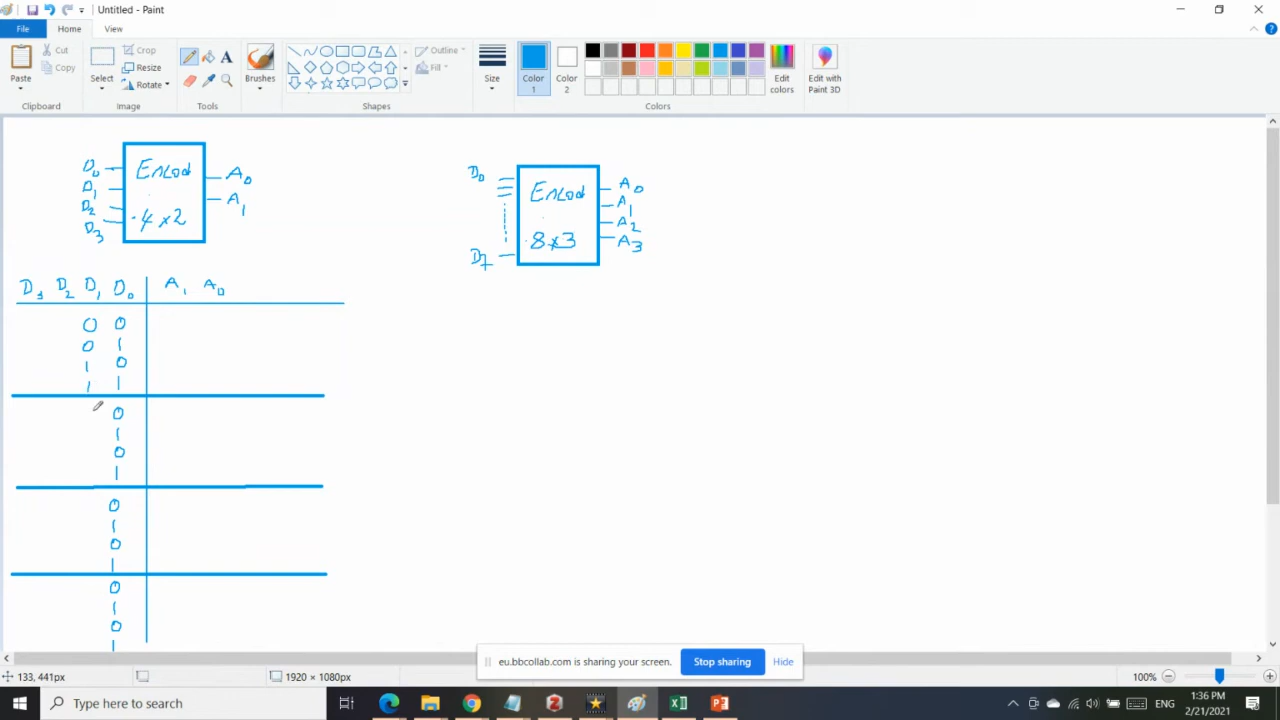 Untitled - Paint
File Home View
Paste
Cut
Copy
Clipboard
Select
Crop
Resize
Rotate
Image
Tools
Brushes
Shapes
Outline
Fill
Size
Color 1
Color 2
Colors
Edit colors
Edit with Paint 3D
D0
D1
D2
D3
Encod
4x2
A0
A1
D0
D7
Encod
8x3
A0
A1
A2
A3
D3 D2 D1 D0 A1 A0
0 0
0 1
1 0
1 1
0
1
0
1
0
1
0
1
0
1
0
1
eu.bbcollab.com is sharing your screen. Stop sharing Hide
133, 441px 1920 × 1080px 100%
Type here to search
ENG
1:36 PM
2/21/2021